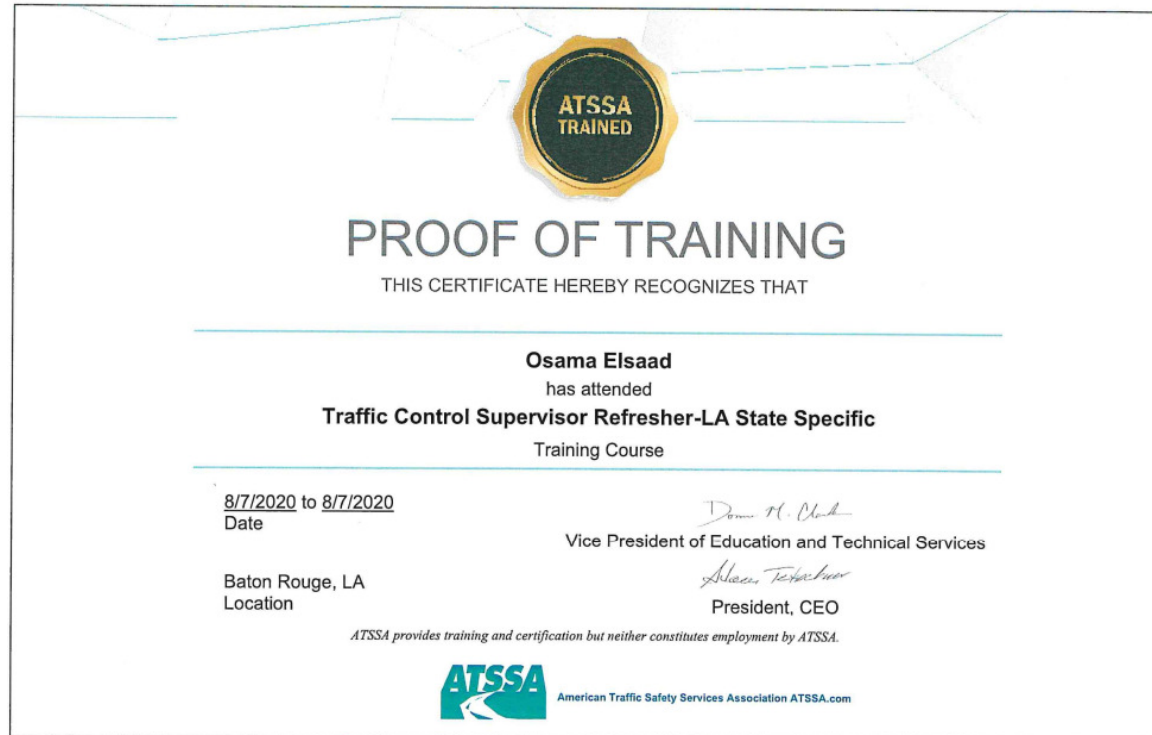 ATSSA
TRAINED
PROOF OF TRAINING
THIS CERTIFICATE HEREBY RECOGNIZES THAT
Osama Elsaad
has attended
Traffic Control Supervisor Refresher-LA State Specific
Training Course
8/7/2020 to 8/7/2020
Date
Donna M. Clark
Vice President of Education and Technical Services
Baton Rouge, LA
Location
President, CEO
ATSSA provides training and certification but neither constitutes employment by ATSSA.
ATSSA
American Traffic Safety Services Association ATSSA.com